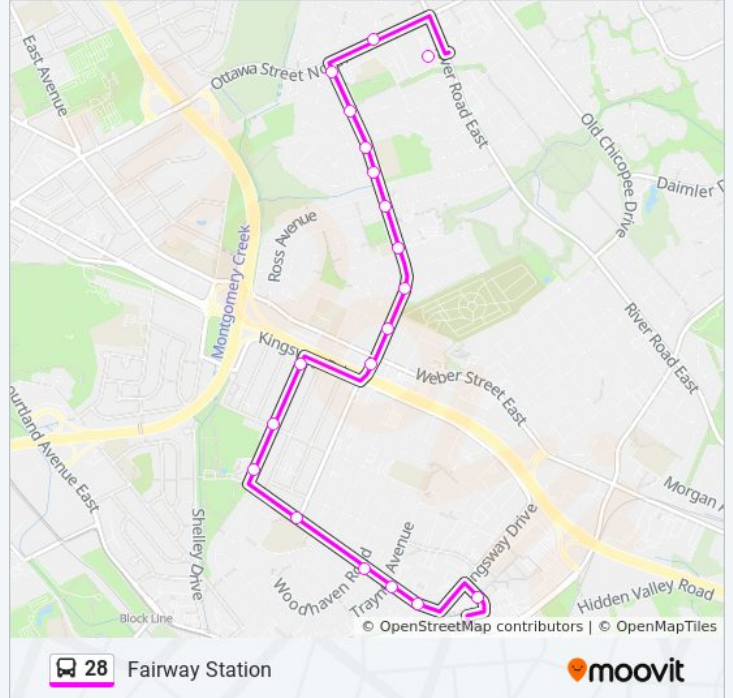 East Avenue
Ottawa Street No
ver Road East
Old Chicopee Drive
Daimler D
Ross Avenue
Montgomery Creek
Kingsw
Weber Street East
River Road East
ourtland Avenue East
Morgan A
Shelley Drive
ngsway Drive
Woodhaven Road
Trayn Avenue
Hidden Valley Road
Block Line
© OpenStreetMap contributors | © OpenMapTiles
28 Fairway Station
moovit